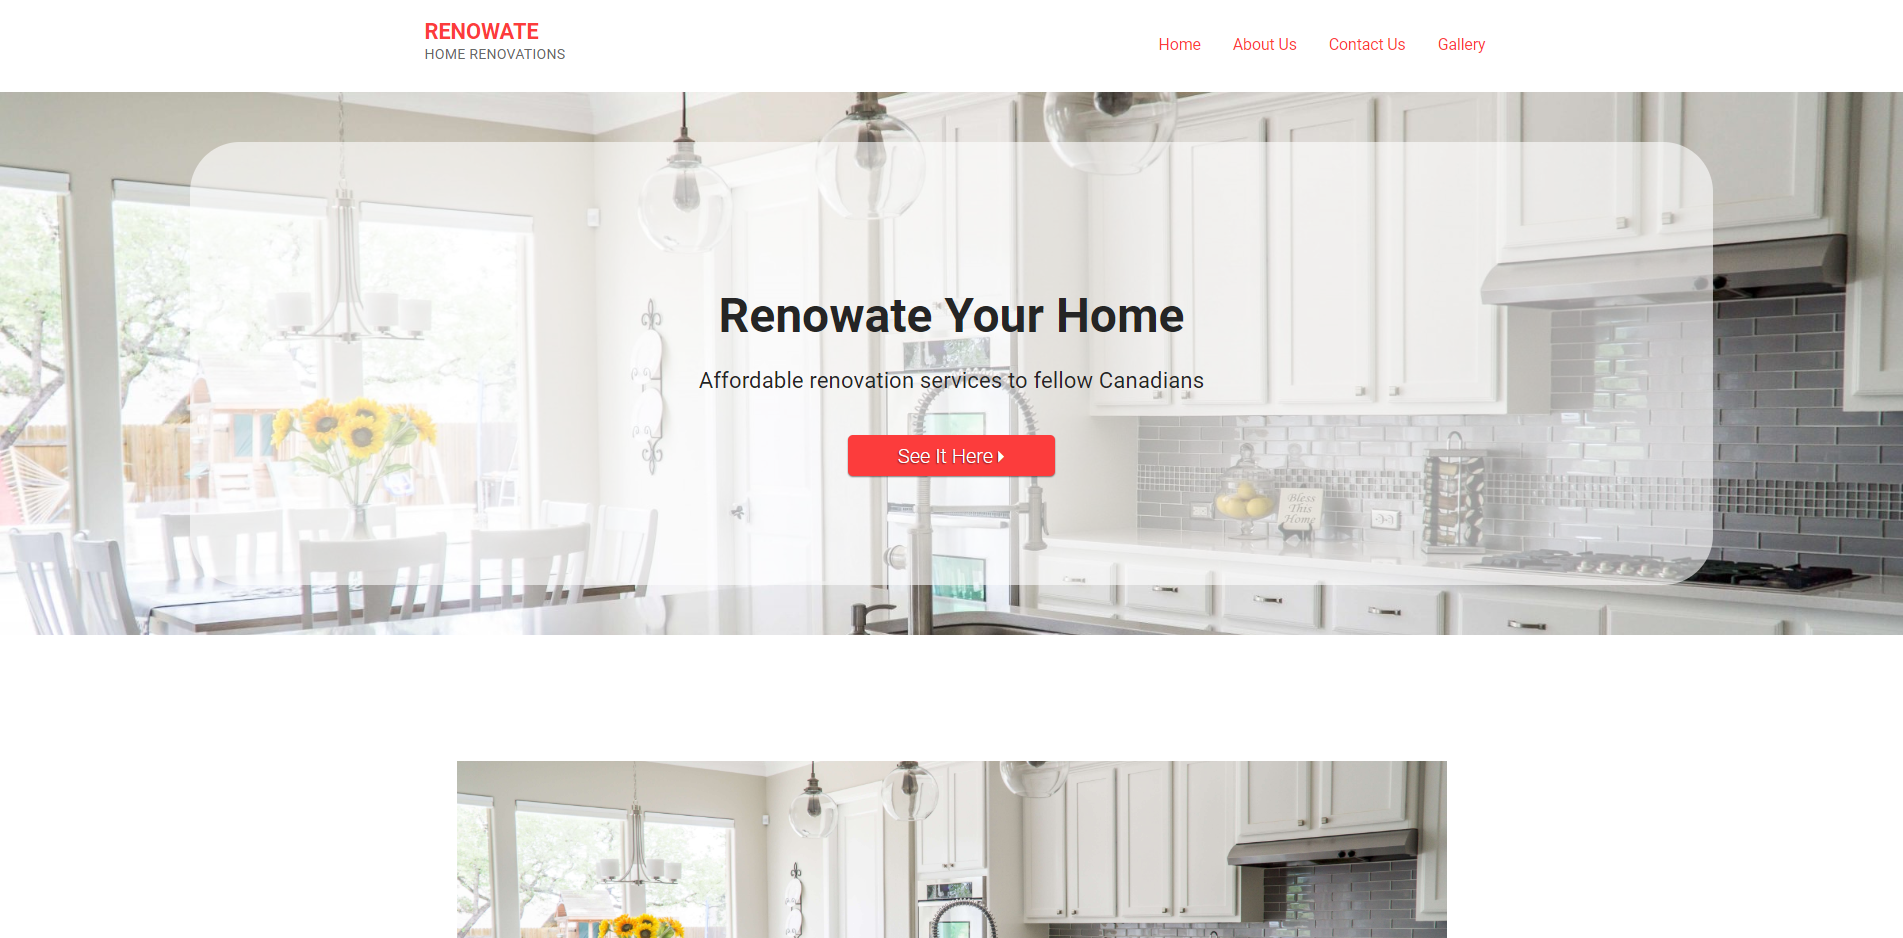 RENOWATE
HOME RENOVATIONS
Home About Us Contact Us Gallery
Renowate Your Home
Affordable renovation services to fellow Canadians
See It Here
Bless
This
Home